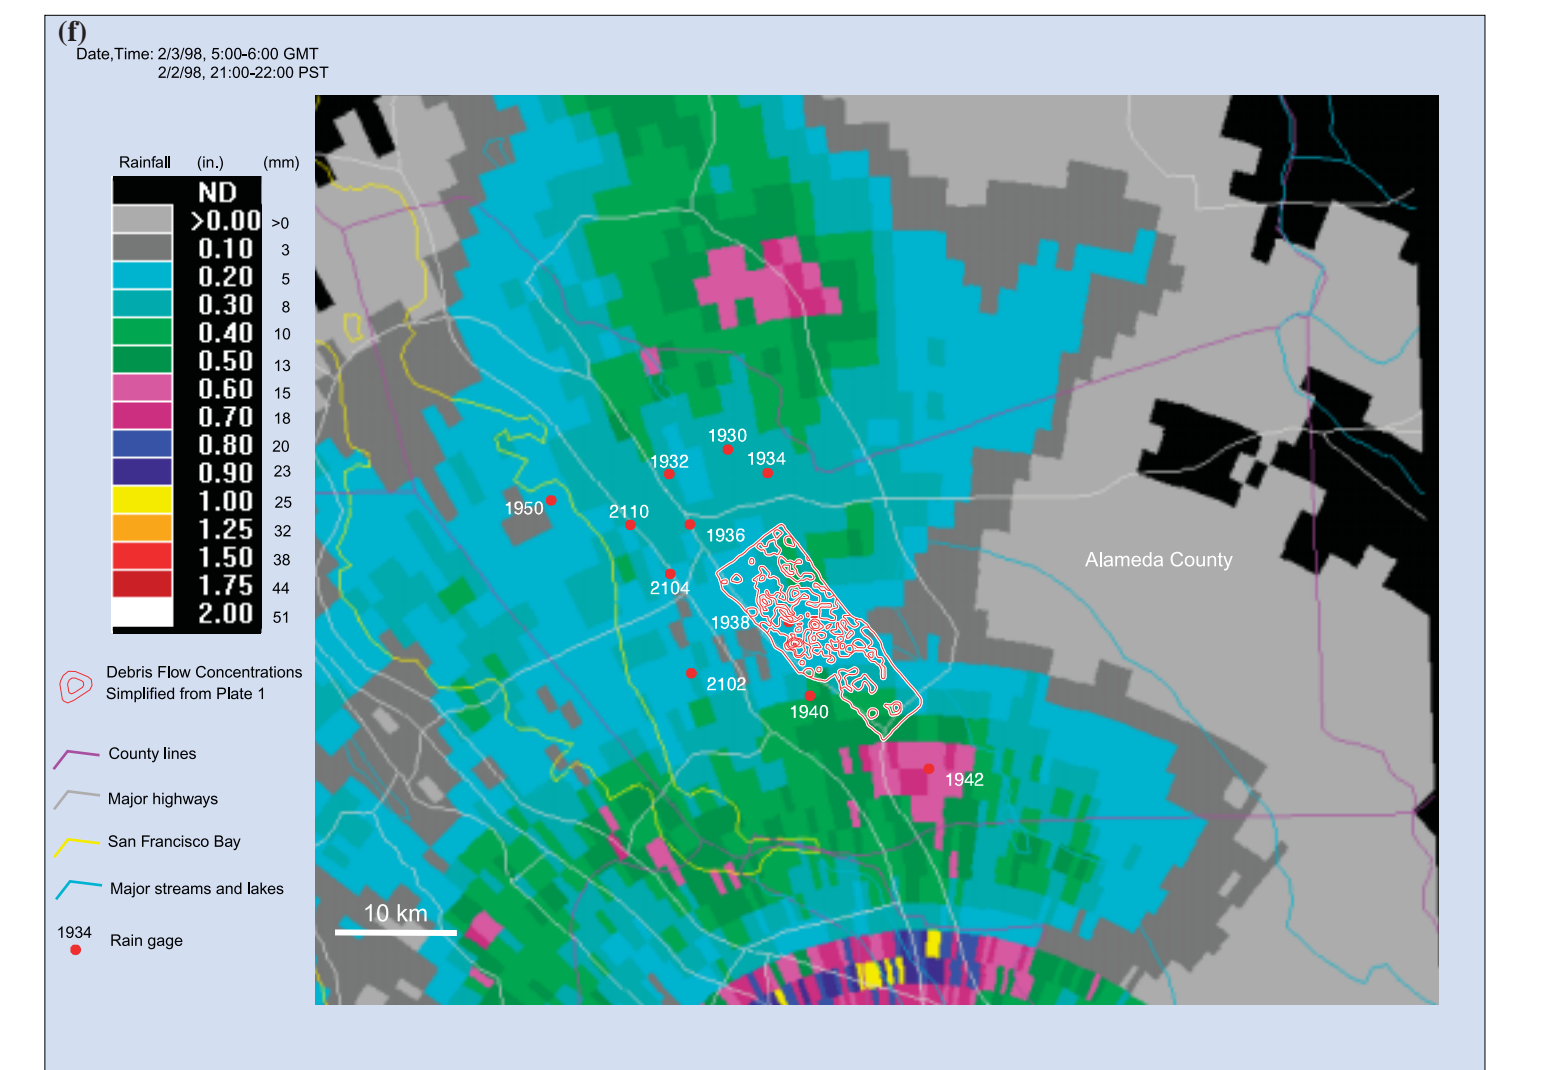 (f)
Date,Time: 2/3/98, 5:00-6:00 GMT
2/2/98, 21:00-22:00 PST
Rainfall (in.) (mm)
ND
>0.00 >0
0.10 3
0.20 5
0.30 8
0.40 10
0.50 13
0.60 15
0.70 18
0.80 20
0.90 23
1.00 25
1.25 32
1.50 38
1.75 44
2.00 51
Debris Flow Concentrations
Simplified from Plate 1
County lines
Major highways
San Francisco Bay
Major streams and lakes
1934
Rain gage
1930
1932
1934
1950
2110
1936
Alameda County
2104
1938
2102
1940
1942
10 km